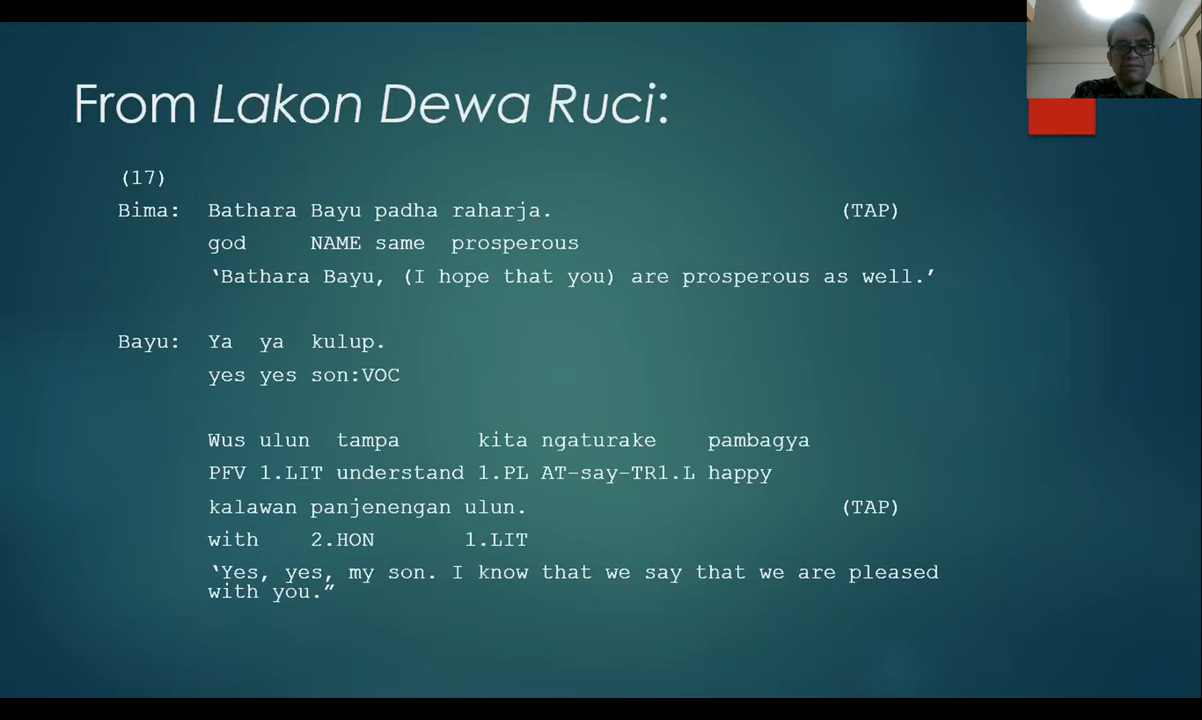 From Lakon Dewa Ruci:
(17)
Bima: Bathara Bayu padha raharja. (TAP)
god NAME same prosperous
‘Bathara Bayu, (I hope that you) are prosperous as well.’
Bayu: Ya ya kulup.
yes yes son:VOC
Wus ulun tampa kita ngaturake pambagya
PFV 1.LIT understand 1.PL AT-say-TR1.L happy
kalawan panjenengan ulun. (TAP)
with 2.HON 1.LIT
‘Yes, yes, my son. I know that we say that we are pleased
with you.”